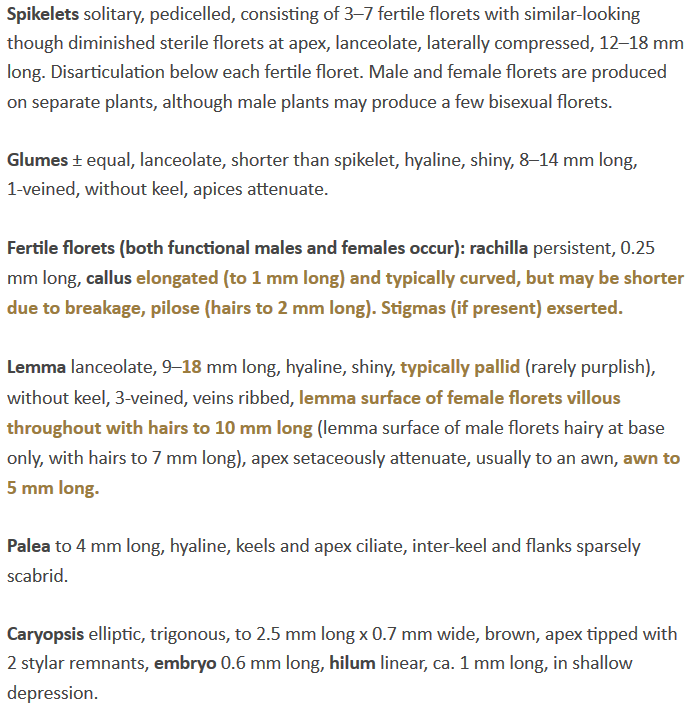 Spikelets solitary, pedicelled, consisting of 3–7 fertile florets with similar-looking
though diminished sterile florets at apex, lanceolate, laterally compressed, 12–18 mm
long. Disarticulation below each fertile floret. Male and female florets are produced
on separate plants, although male plants may produce a few bisexual florets.
Glumes ± equal, lanceolate, shorter than spikelet, hyaline, shiny, 8–14 mm long,
1-veined, without keel, apices attenuate.
Fertile florets (both functional males and females occur): rachilla persistent, 0.25
mm long, callus elongated (to 1 mm long) and typically curved, but may be shorter
due to breakage, pilose (hairs to 2 mm long). Stigmas (if present) exserted.
Lemma lanceolate, 9–18 mm long, hyaline, shiny, typically pallid (rarely purplish),
without keel, 3-veined, veins ribbed, lemma surface of female florets villous
throughout with hairs to 10 mm long (lemma surface of male florets hairy at base
only, with hairs to 7 mm long), apex setaceously attenuate, usually to an awn, awn to
5 mm long.
Palea to 4 mm long, hyaline, keels and apex ciliate, inter-keel and flanks sparsely
scabrid.
Caryopsis elliptic, trigonous, to 2.5 mm long x 0.7 mm wide, brown, apex tipped with
2 stylar remnants, embryo 0.6 mm long, hilum linear, ca. 1 mm long, in shallow
depression.